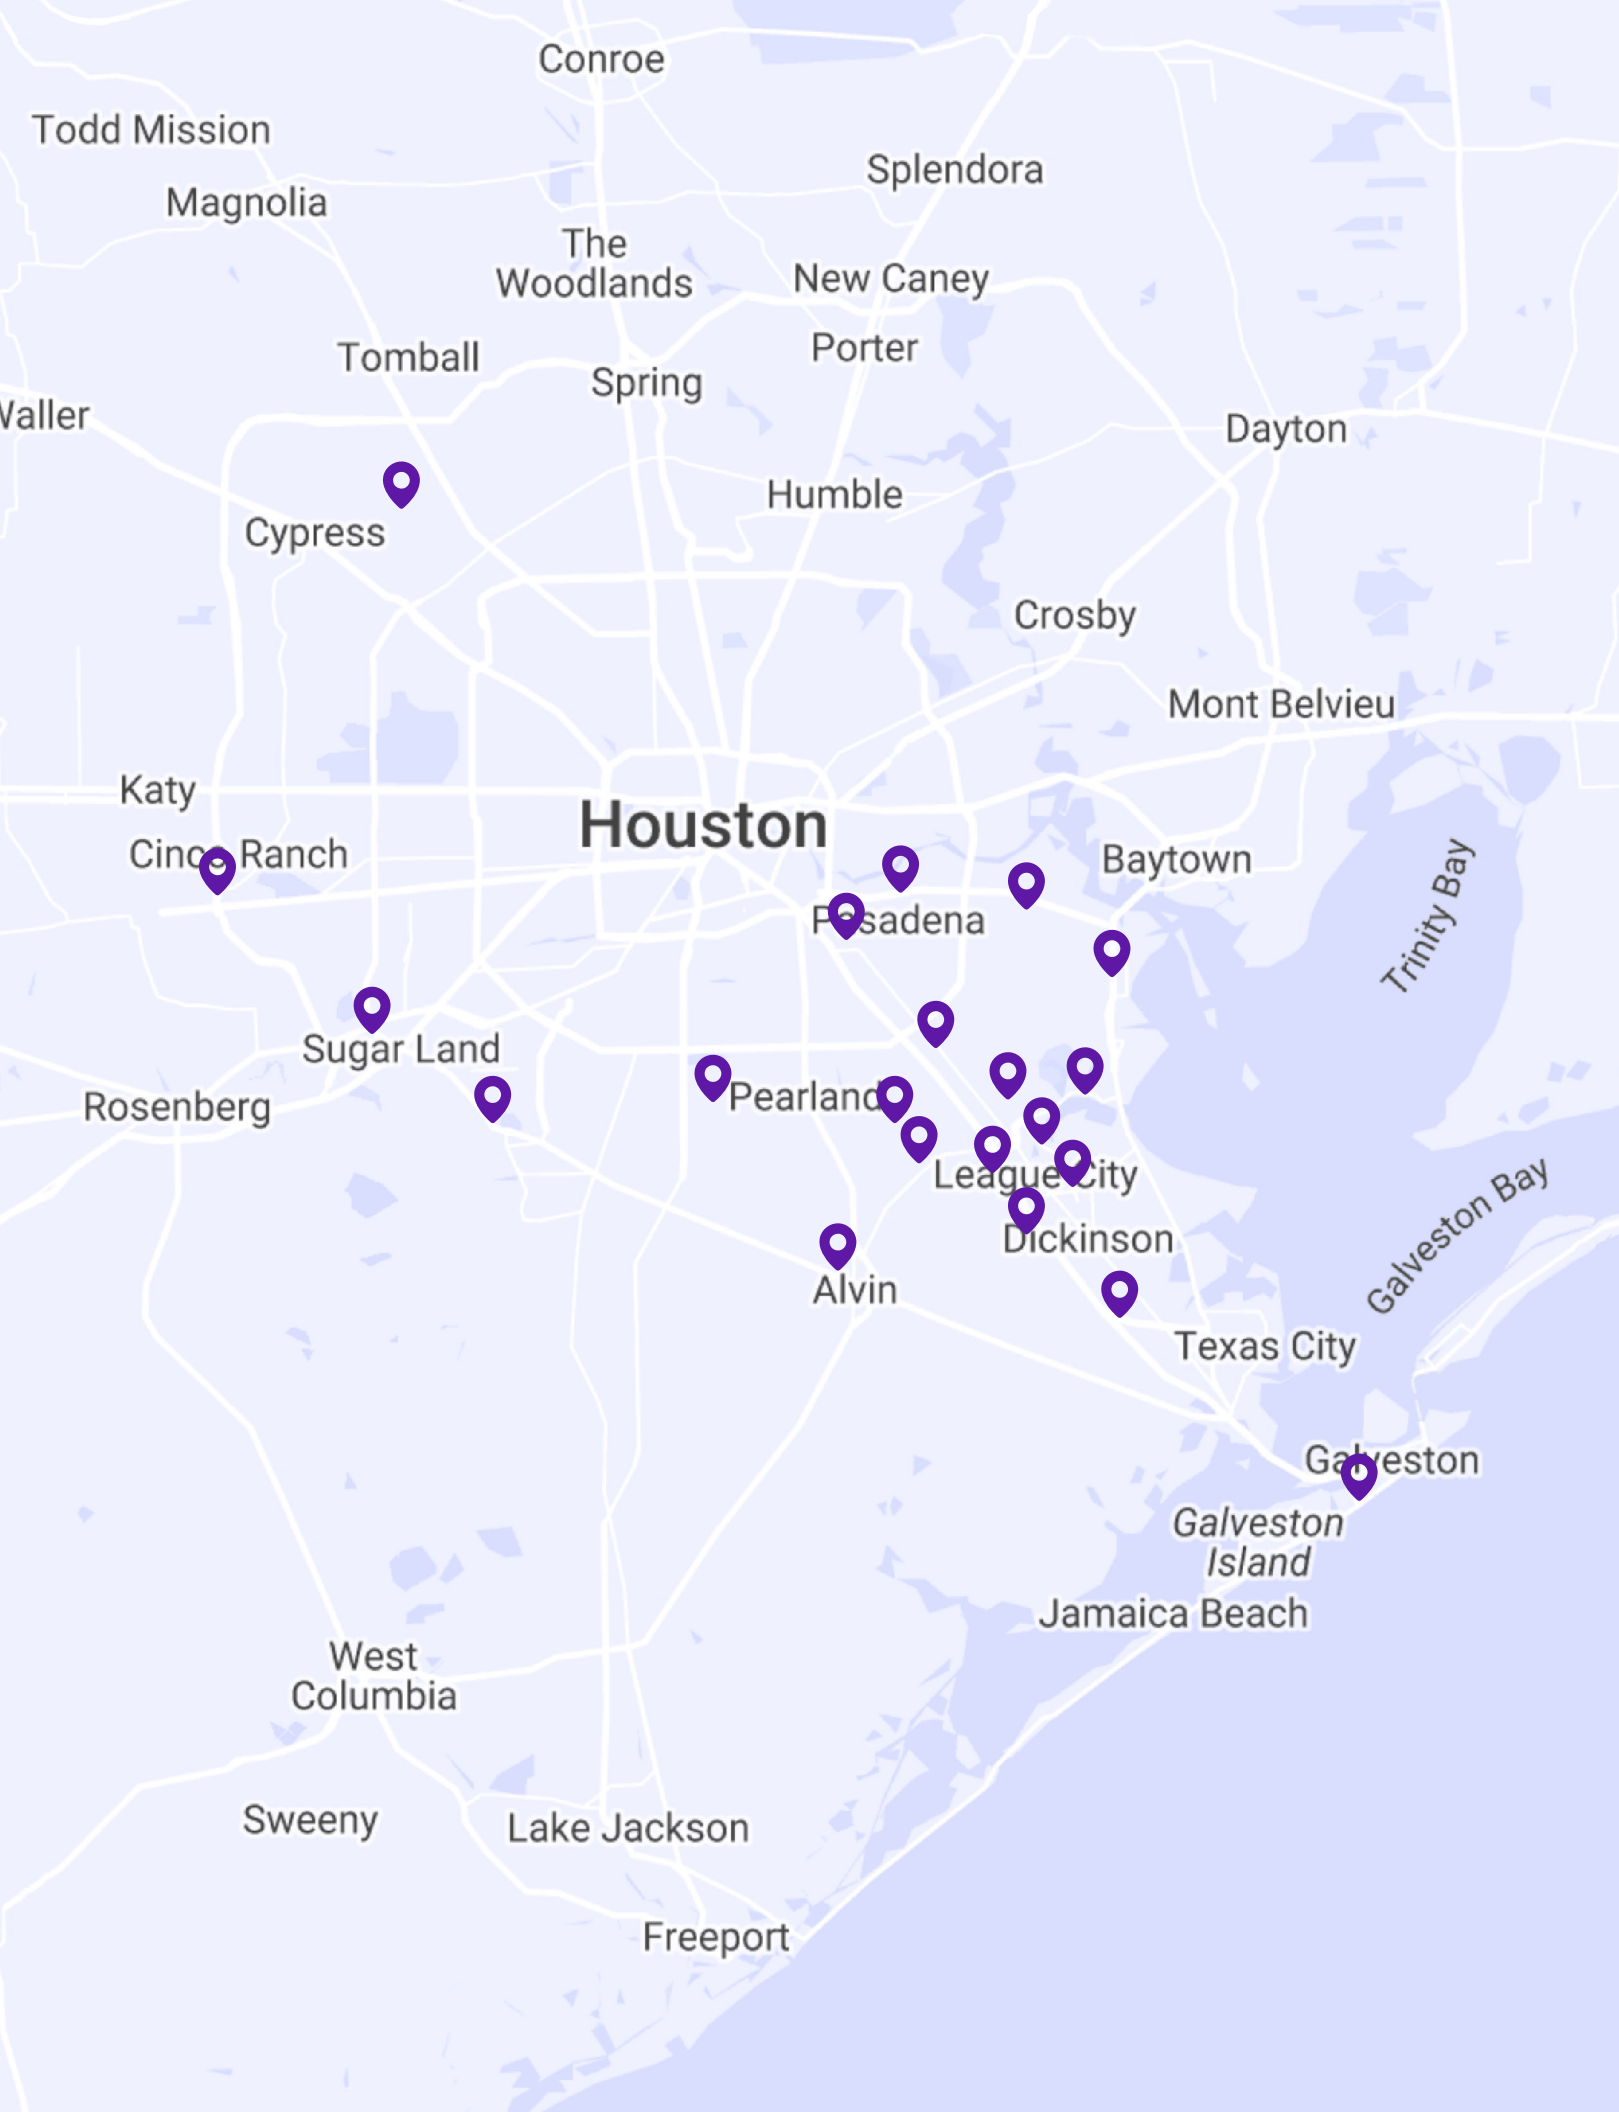 Conroe
Todd Mission
Splendora
Magnolia
The
Woodlands
New Caney
Porter
Tomball
Spring
Waller
Dayton
Humble
Cypress
Crosby
Mont Belvieu
Katy
Houston
Cinco Ranch
Baytown
Trinity Bay
Pasadena
Sugar Land
Pearland
Rosenberg
League City
Galveston Bay
Dickinson
Alvin
Texas City
Galveston
Galveston
Island
Jamaica Beach
West
Columbia
Sweeny
Lake Jackson
Freeport